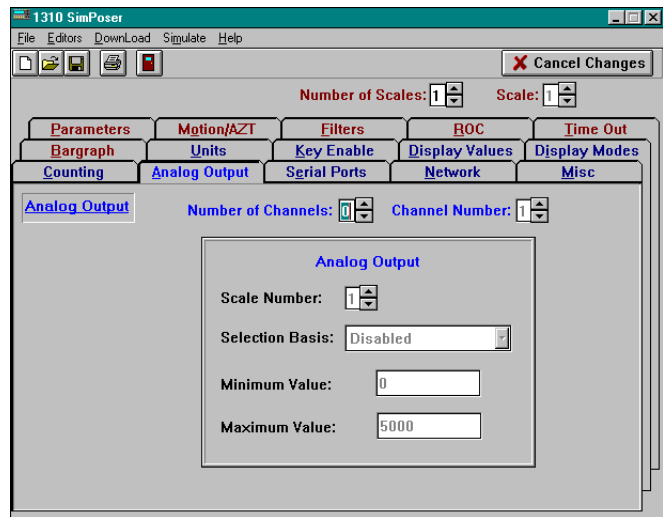 1310 SimPoser
File Editors DownLoad Simulate Help
Cancel Changes
Number of Scales: 1 Scale: 1
Parameters Motion/AZT Filters ROC Time Out
Bargraph Units Key Enable Display Values Display Modes
Counting Analog Output Serial Ports Network Misc
Analog Output Number of Channels: 0 Channel Number: 1
Analog Output
Scale Number: 1
Selection Basis: Disabled
Minimum Value: 0
Maximum Value: 5000